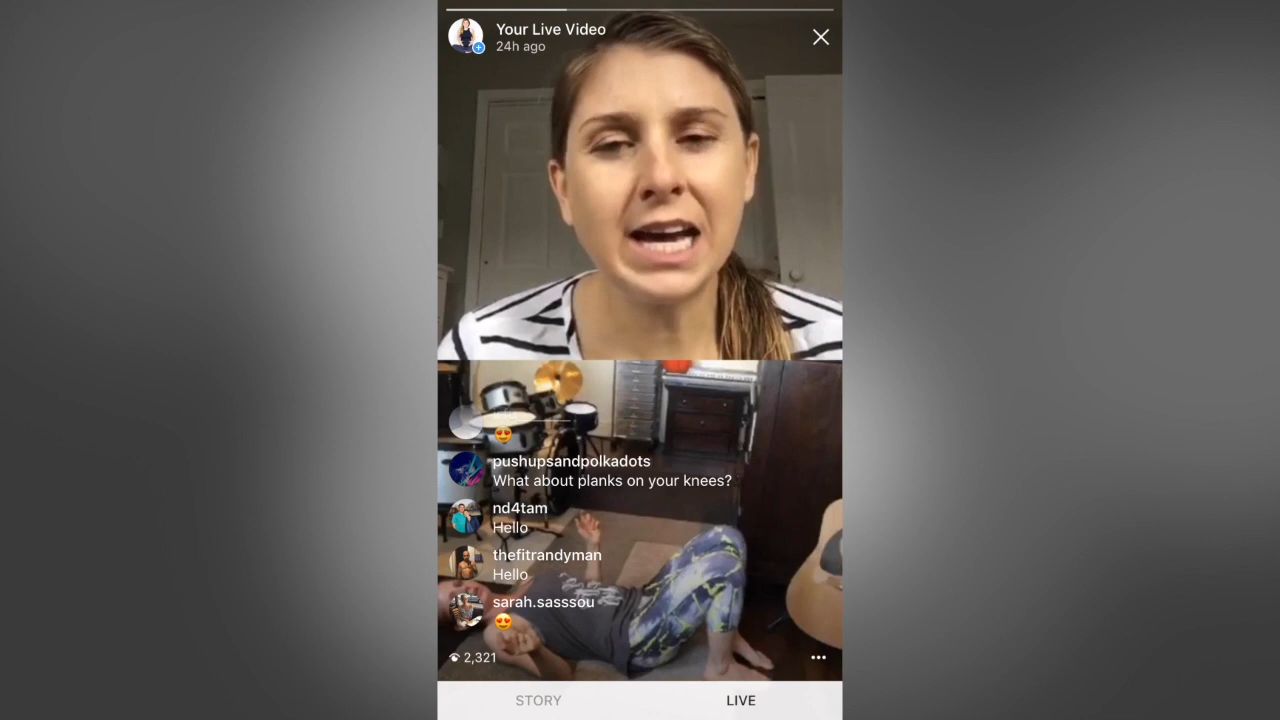 Your Live Video
24h ago
😍
pushupsandpolkadots
What about planks on your knees?
nd4tam
Hello
thefitrandyman
Hello
sarah.sasssou
😍
2,321
STORY
LIVE